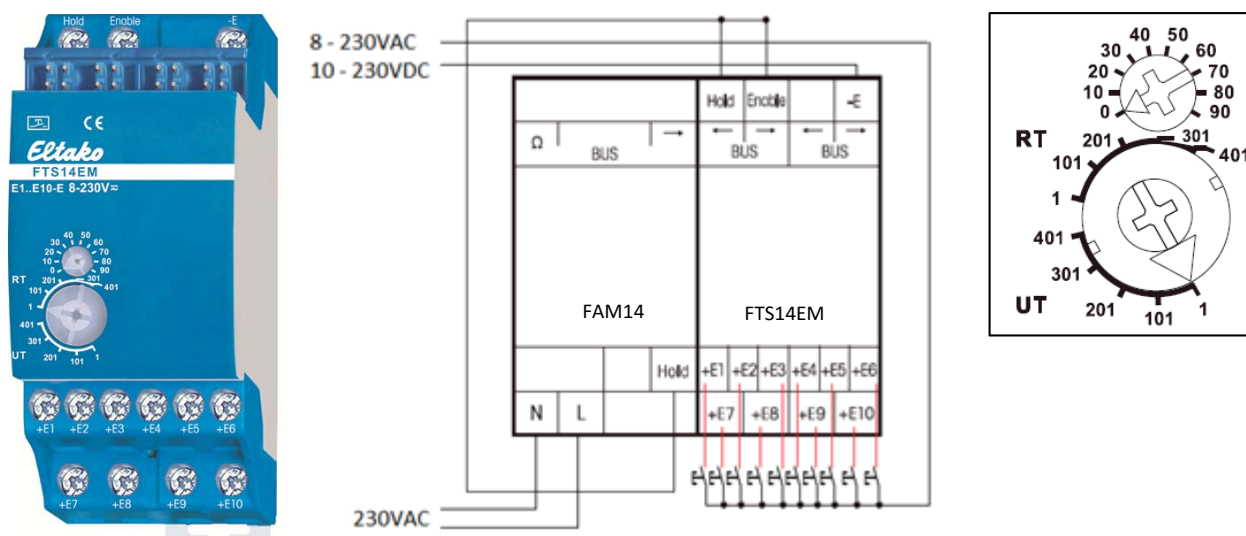 Hold Enable -E
Eltako
FTS14EM
E1..E10-E 8-230V≂
40 50
30 60
20 70
10 80
0 90
RT 201 301
101 401
1
401
301
UT 201 101 1
+E1 +E2 +E3 +E4 +E5 +E6
+E7 +E8 +E9 +E10
8 - 230VAC
10 - 230VDC
Hold Enable -E
Ω BUS → ← → ← →
BUS BUS
FAM14 FTS14EM
Hold +E1 +E2 +E3 +E4 +E5 +E6
N L +E7 +E8 +E9 +E10
230VAC
40 50
30 60
20 70
10 80
0 90
RT 201 301
101 401
1
401
301
UT 201 101 1